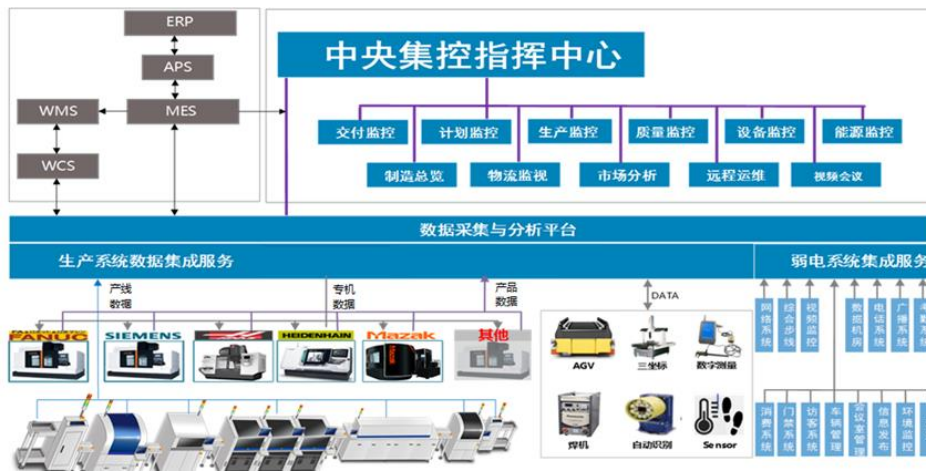 ERP
APS
WMS
MES
WCS
中央集控指挥中心
交付监控
计划监控
生产监控
质量监控
设备监控
能源监控
制造总览
物流监视
市场分析
远程运维
视频会议
数据采集与分析平台
生产系统数据集成服务
弱电系统集成服务
产线
数据
专机
数据
产品
数据
DATA
FANUC
SIEMENS
HEIDENHAIN
Mazak
其他
AGV
三坐标
数字测量
焊机
自动识别
Sensor
网络系统
综合步线
视频监控
数据机房
电话系统
广播系统
消费系统
门禁系统
访客系统
车辆管理
会议室管理
信息发布
环境监控